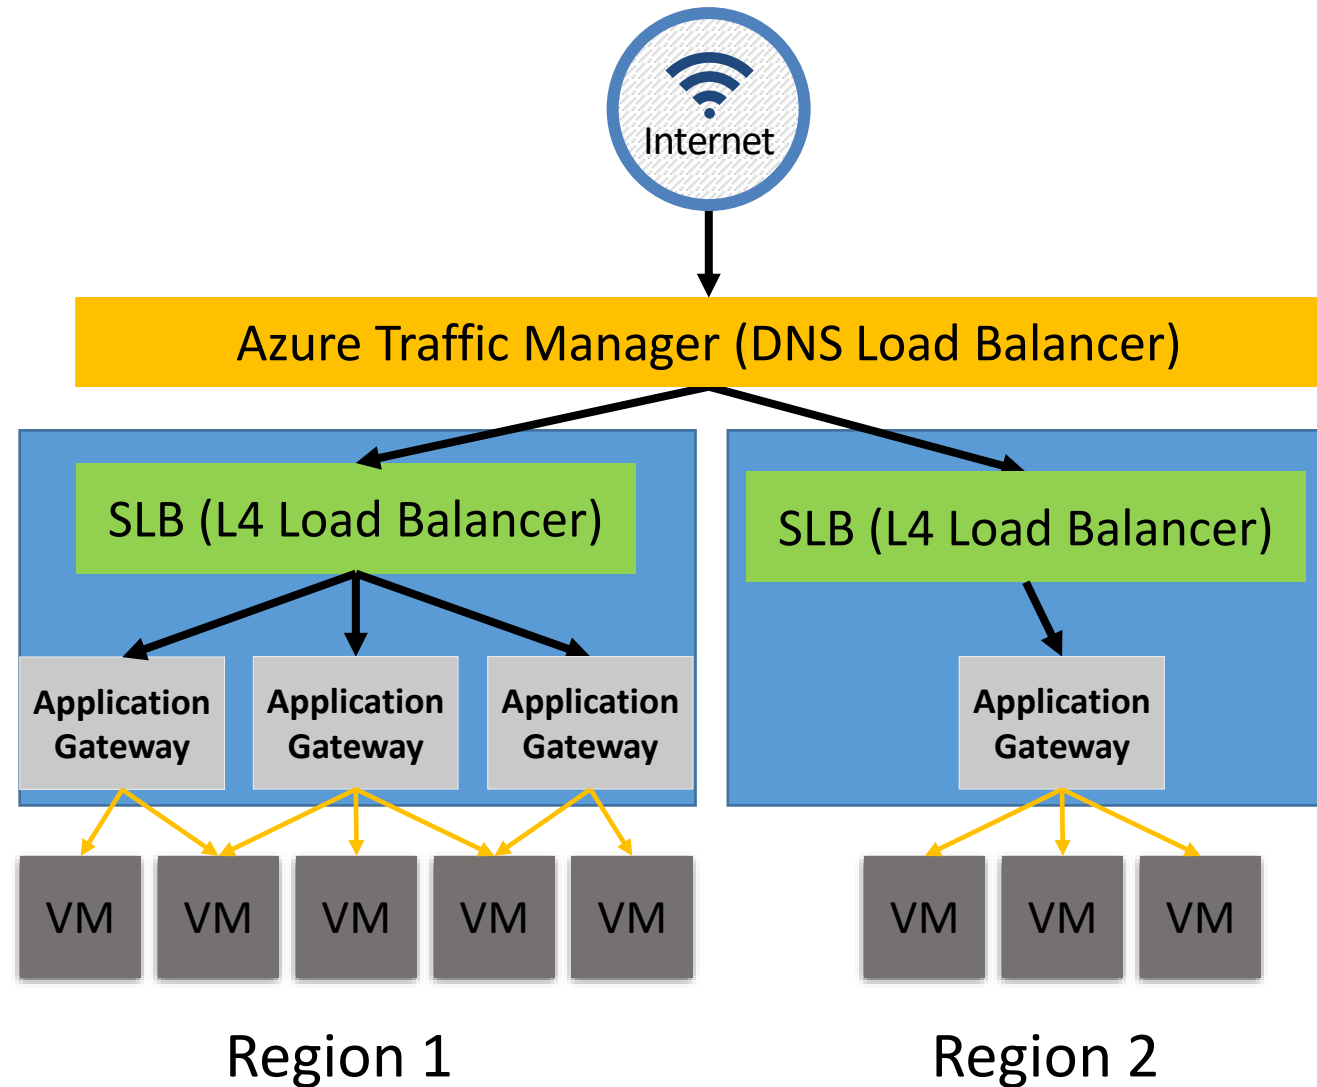 Internet
Azure Traffic Manager (DNS Load Balancer)
SLB (L4 Load Balancer)
SLB (L4 Load Balancer)
Application
Gateway
Application
Gateway
Application
Gateway
Application
Gateway
VM
VM
VM
VM
VM
VM
VM
VM
Region 1
Region 2